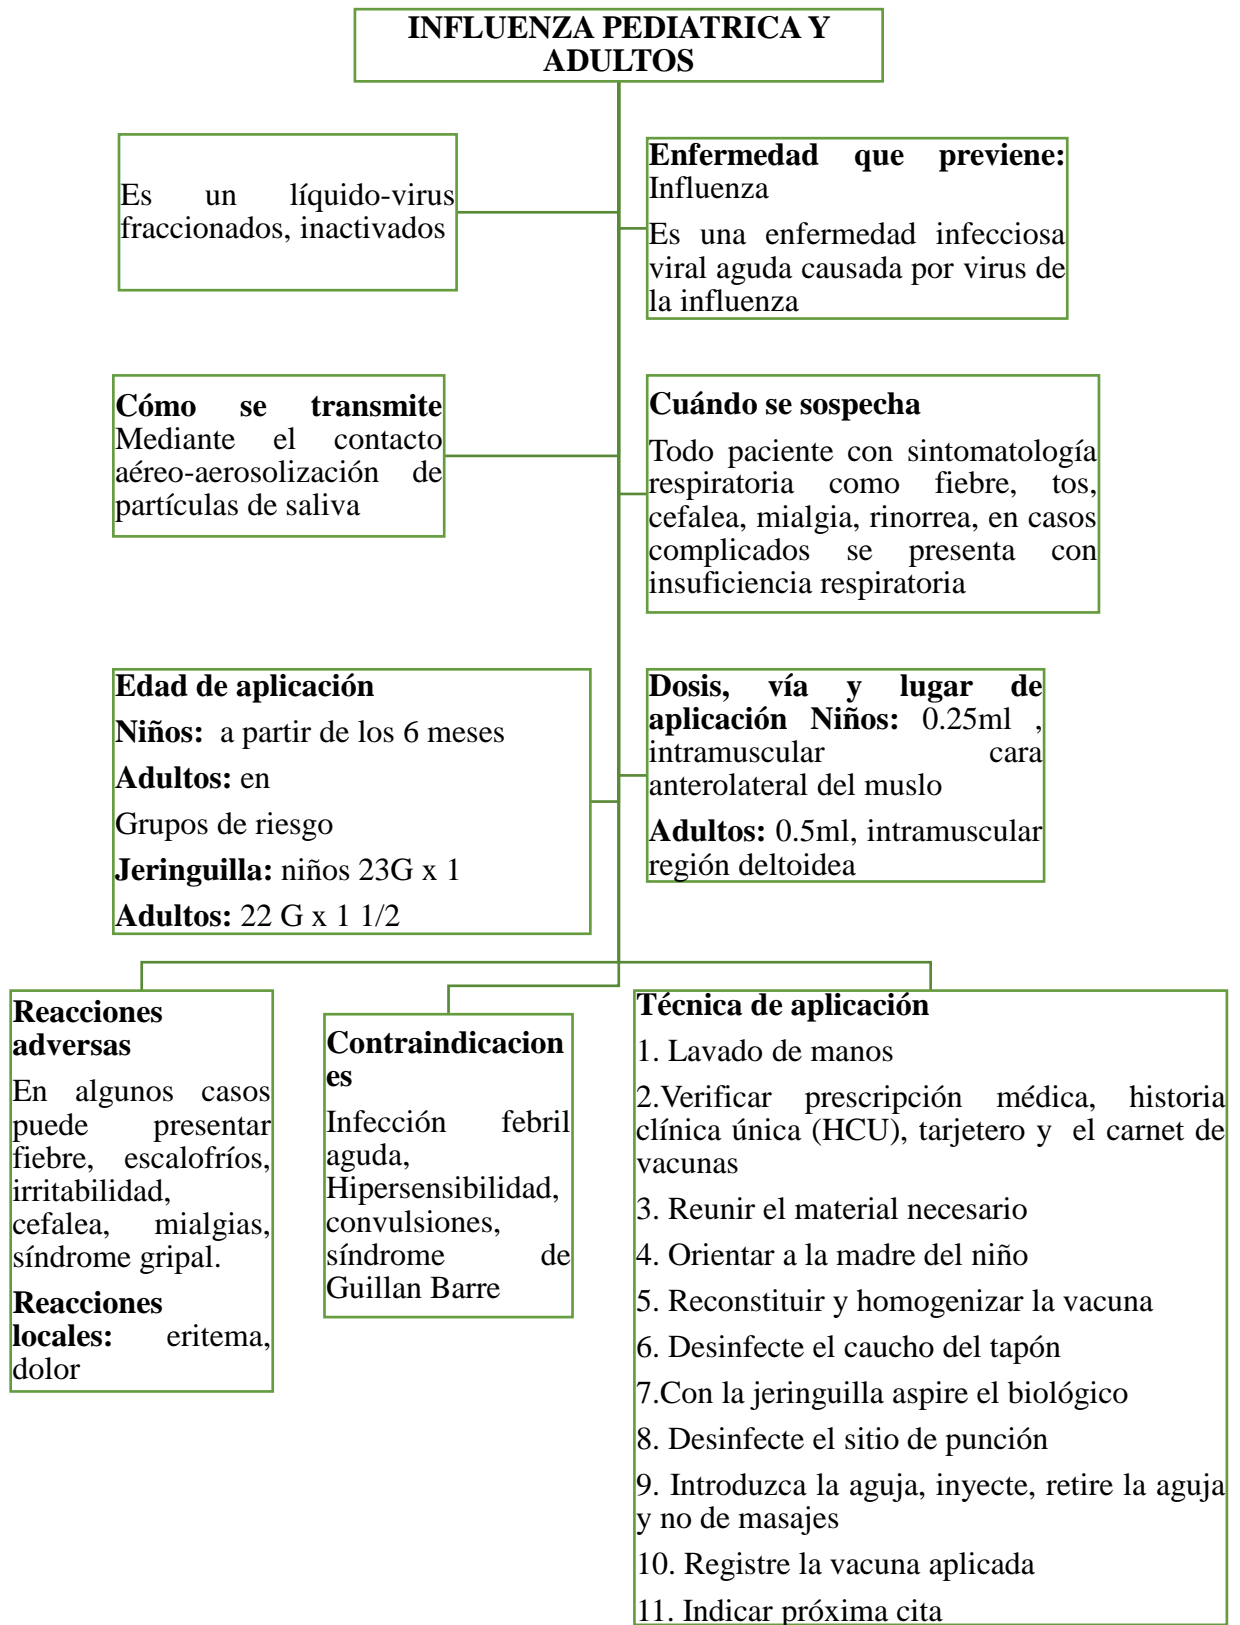 INFLUENZA PEDIATRICA Y
ADULTOS
Es un líquido-virus
fraccionados, inactivados
Enfermedad que previene:
Influenza
Es una enfermedad infecciosa
viral aguda causada por virus de
la influenza
Cómo se transmite
Mediante el contacto
aéreo-aerosolización de
partículas de saliva
Cuándo se sospecha
Todo paciente con sintomatología
respiratoria como fiebre, tos,
cefalea, mialgia, rinorrea, en casos
complicados se presenta con
insuficiencia respiratoria
Edad de aplicación
Niños: a partir de los 6 meses
Adultos: en
Grupos de riesgo
Jeringuilla: niños 23G x 1
Adultos: 22 G x 1 1/2
Dosis, vía y lugar de
aplicación Niños: 0.25ml ,
intramuscular cara
anterolateral del muslo
Adultos: 0.5ml, intramuscular
región deltoidea
Reacciones
adversas
En algunos casos
puede presentar
fiebre, escalofríos,
irritabilidad,
cefalea, mialgias,
síndrome gripal.
Reacciones
locales: eritema,
dolor
Contraindicacion
es
Infección febril
aguda,
Hipersensibilidad,
convulsiones,
síndrome de
Guillan Barre
Técnica de aplicación
1. Lavado de manos
2.Verificar prescripción médica, historia
clínica única (HCU), tarjetero y el carnet de
vacunas
3. Reunir el material necesario
4. Orientar a la madre del niño
5. Reconstituir y homogenizar la vacuna
6. Desinfecte el caucho del tapón
7.Con la jeringuilla aspire el biológico
8. Desinfecte el sitio de punción
9. Introduzca la aguja, inyecte, retire la aguja
y no de masajes
10. Registre la vacuna aplicada
11. Indicar próxima cita